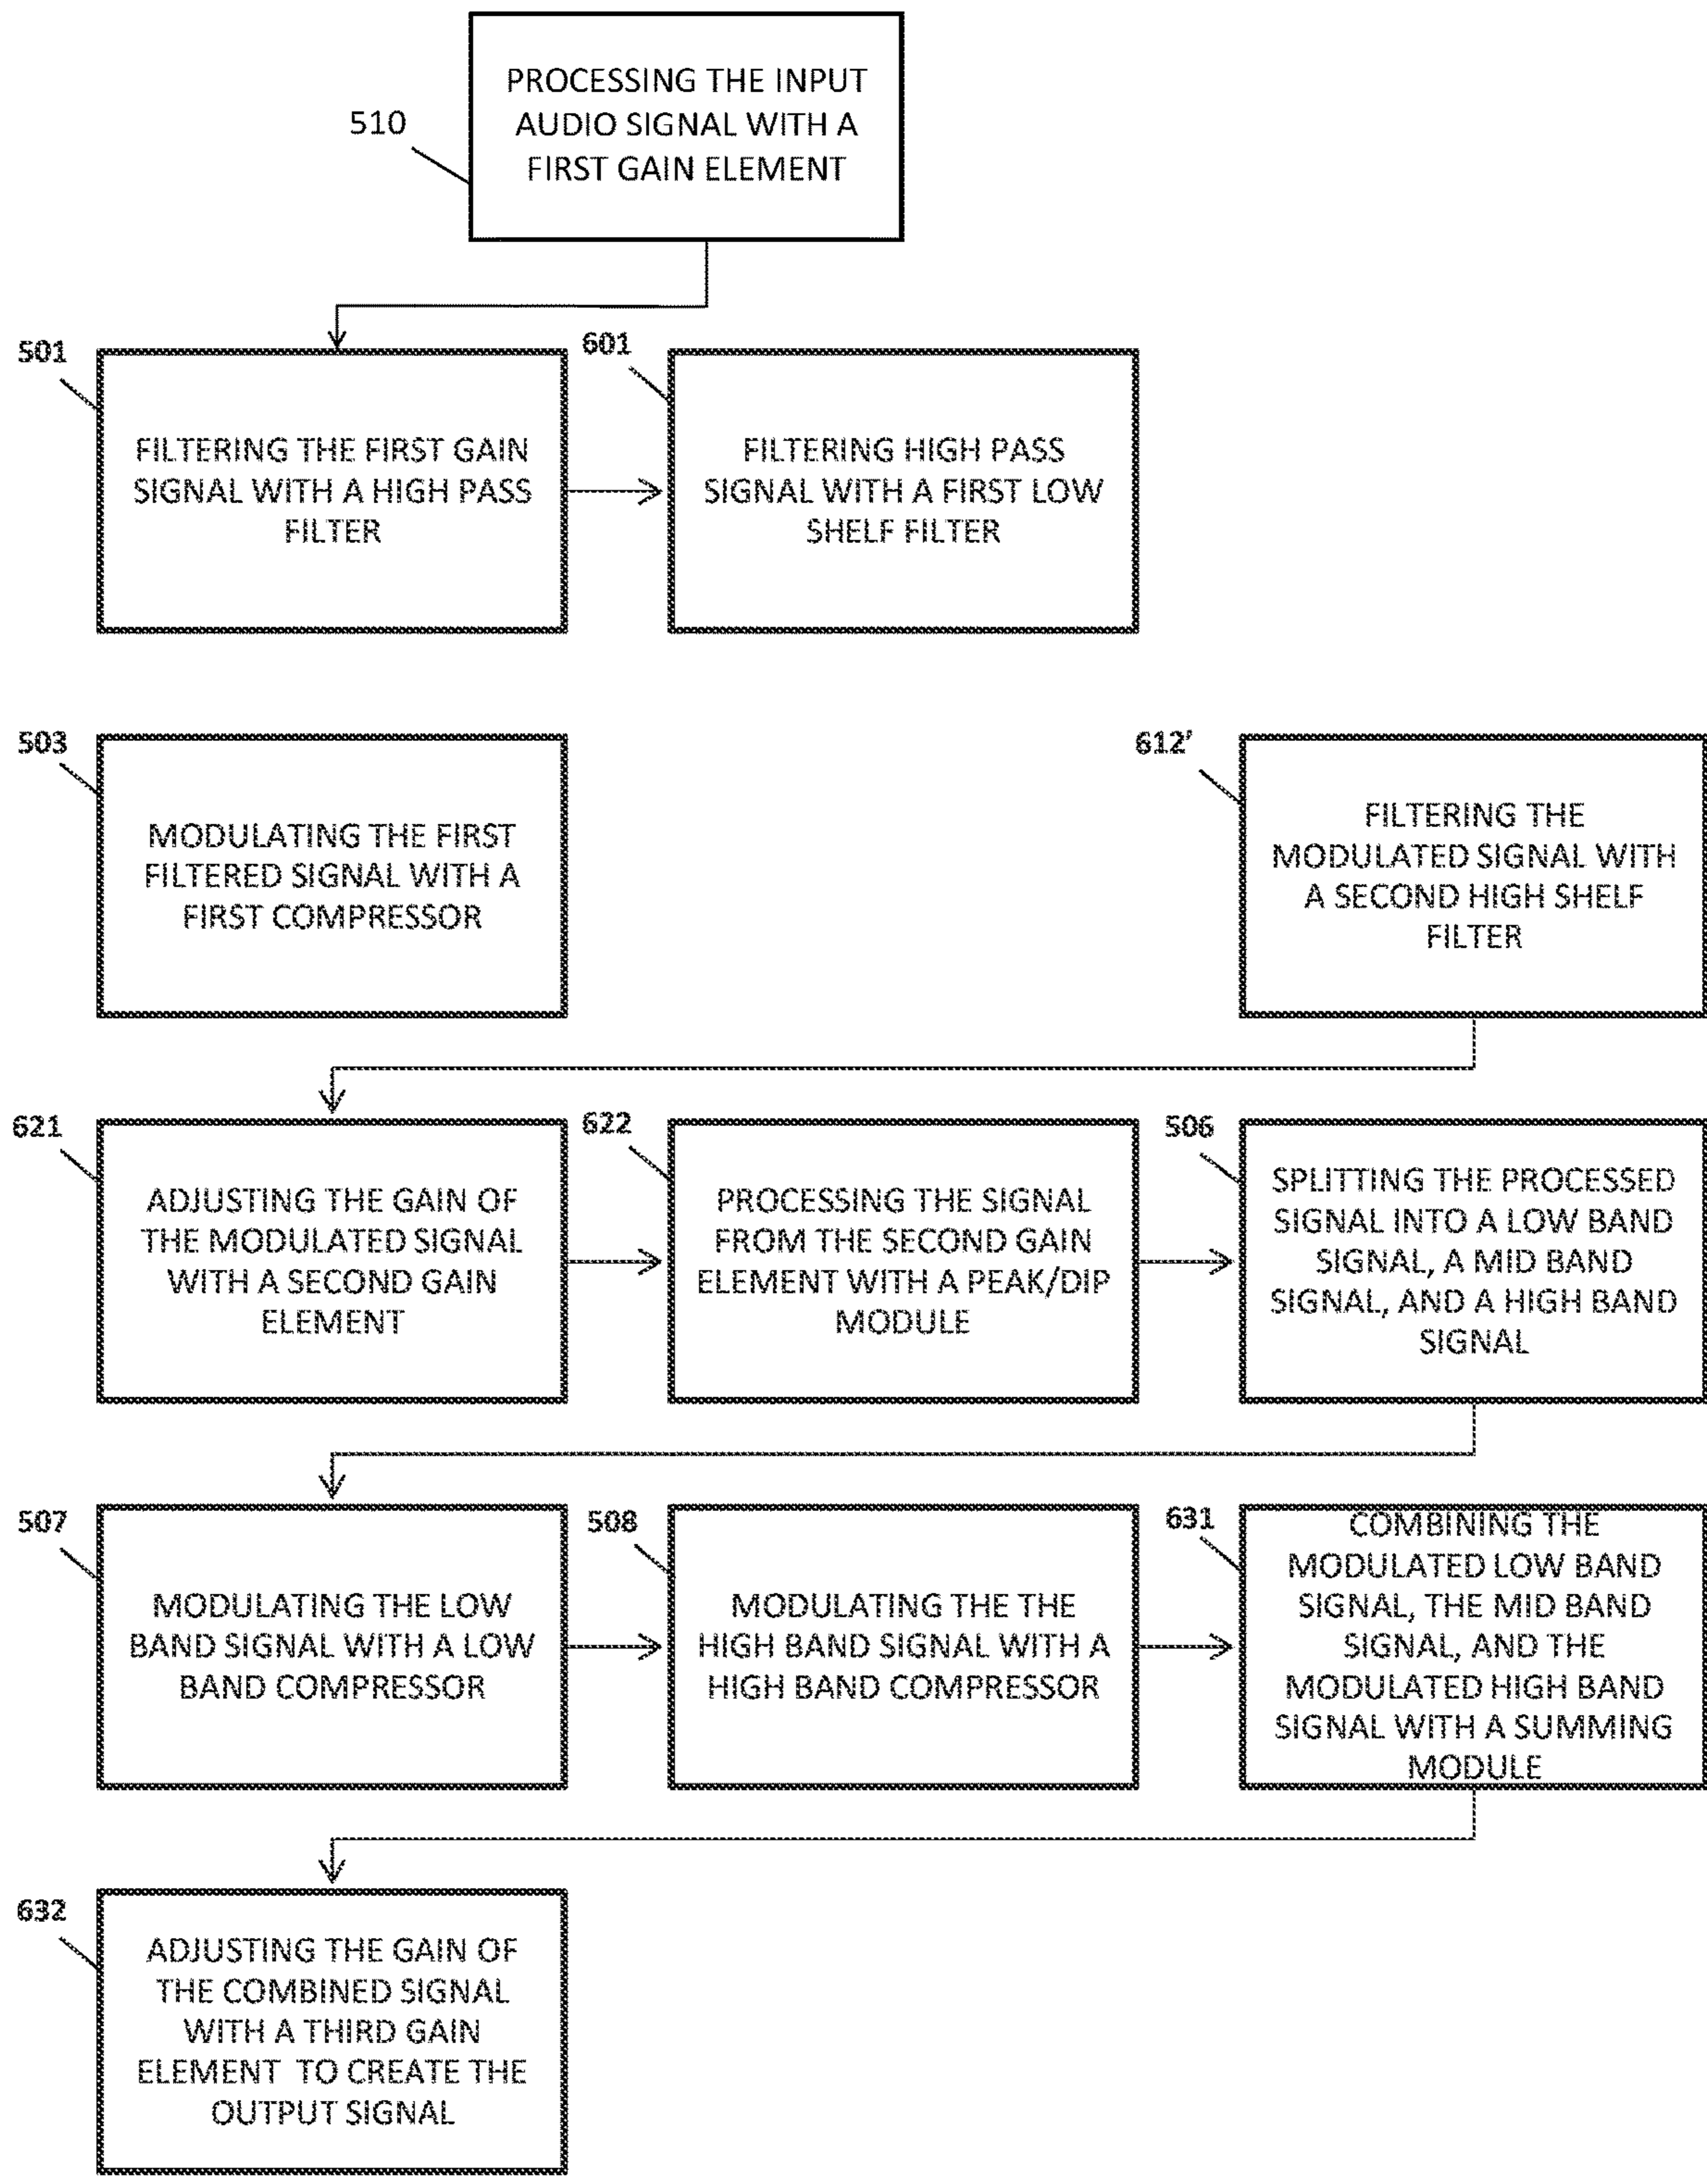 PROCESSING THE INPUT
AUDIO SIGNAL WITH A
FIRST GAIN ELEMENT
510
501
FILTERING THE FIRST GAIN
SIGNAL WITH A HIGH PASS
FILTER
601
FILTERING HIGH PASS
SIGNAL WITH A FIRST LOW
SHELF FILTER
503
MODULATING THE FIRST
FILTERED SIGNAL WITH A
FIRST COMPRESSOR
612'
FILTERING THE
MODULATED SIGNAL WITH
A SECOND HIGH SHELF
FILTER
621
ADJUSTING THE GAIN OF
THE MODULATED SIGNAL
WITH A SECOND GAIN
ELEMENT
622
PROCESSING THE SIGNAL
FROM THE SECOND GAIN
ELEMENT WITH A PEAK/DIP
MODULE
506
SPLITTING THE PROCESSED
SIGNAL INTO A LOW BAND
SIGNAL, A MID BAND
SIGNAL, AND A HIGH BAND
SIGNAL
507
MODULATING THE LOW
BAND SIGNAL WITH A LOW
BAND COMPRESSOR
508
MODULATING THE THE
HIGH BAND SIGNAL WITH A
HIGH BAND COMPRESSOR
631
COMBINING THE
MODULATED LOW BAND
SIGNAL, THE MID BAND
SIGNAL, AND THE
MODULATED HIGH BAND
SIGNAL WITH A SUMMING
MODULE
632
ADJUSTING THE GAIN OF
THE COMBINED SIGNAL
WITH A THIRD GAIN
ELEMENT TO CREATE THE
OUTPUT SIGNAL